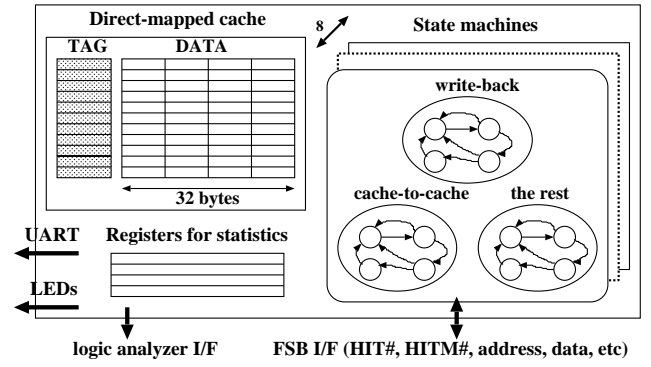 Direct-mapped cache
8
State machines
TAG
DATA
write-back
32 bytes
cache-to-cache
the rest
UART
Registers for statistics
LEDs
logic analyzer I/F
FSB I/F (HIT#, HITM#, address, data, etc)